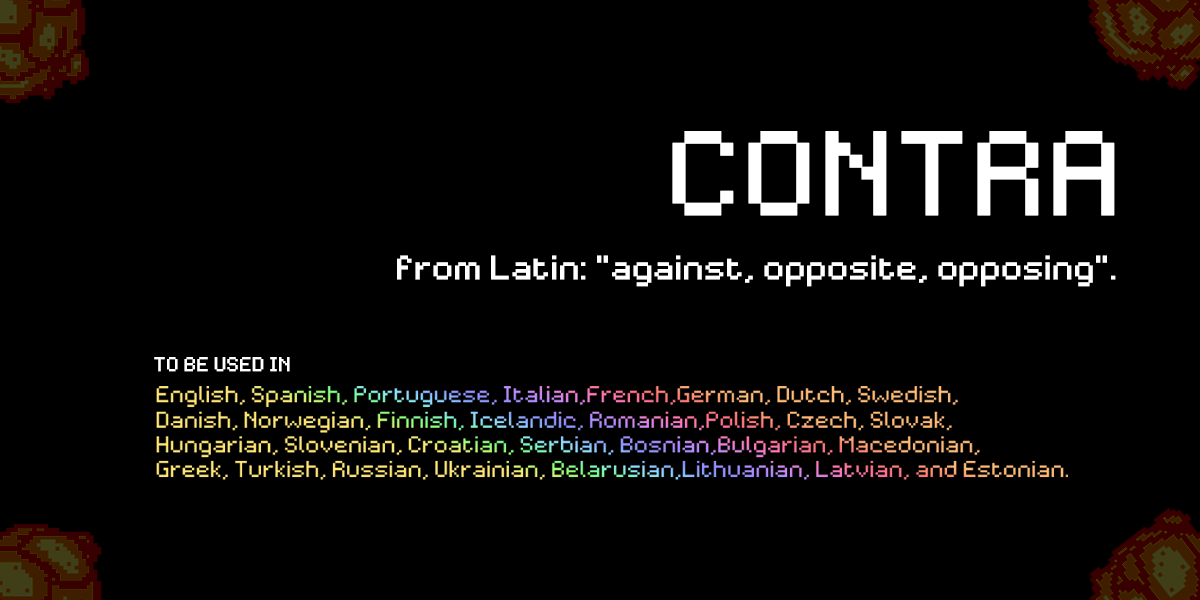 CONTRA
from Latin: "against, opposite, opposing".
TO BE USED IN
English, Spanish, Portuguese, Italian,French,German, Dutch, Swedish,
Danish, Norwegian, Finnish, Icelandic, Romanian,Polish, Czech, Slovak,
Hungarian, Slovenian, Croatian, Serbian, Bosnian,Bulgarian, Macedonian,
Greek, Turkish, Russian, Ukrainian, Belarusian,Lithuanian, Latvian, and Estonian.